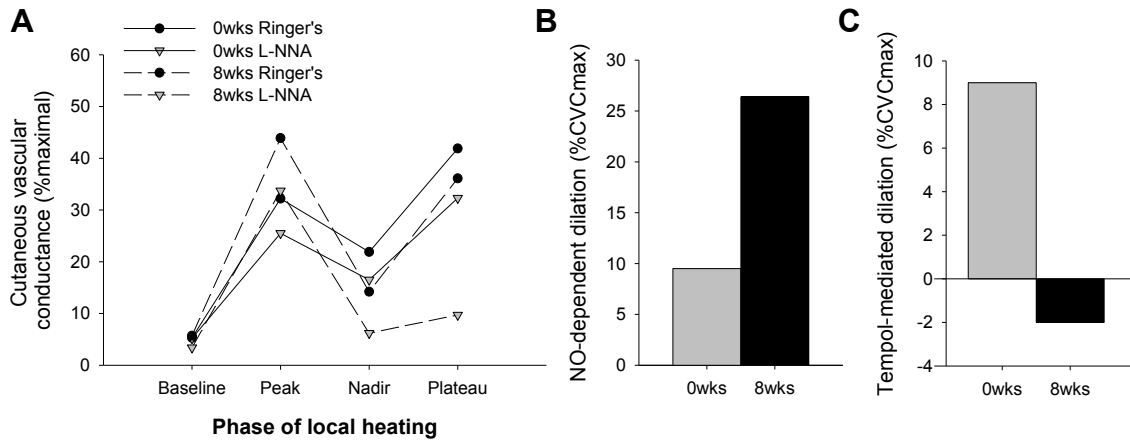 A
0wks Ringer's
0wks L-NNA
8wks Ringer's
8wks L-NNA
Cutaneous vascular
conductance (%maximal)
60
50
40
30
20
10
0
Baseline Peak Nadir Plateau
Phase of local heating
B
NO-dependent dilation (%CVCmax)
30
25
20
15
10
5
0
0wks 8wks
C
Tempol-mediated dilation (%CVCmax)
10
8
6
4
2
0
-2
-4
0wks 8wks